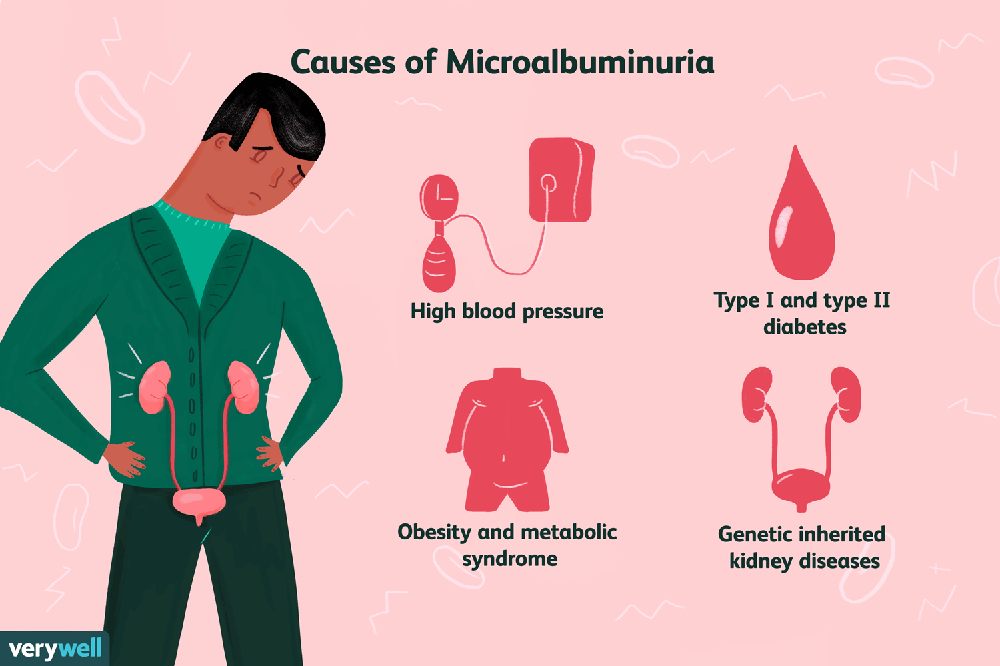 Causes of Microalbuminuria
High blood pressure
Type I and type II
diabetes
Obesity and metabolic
syndrome
Genetic inherited
kidney diseases
verywell